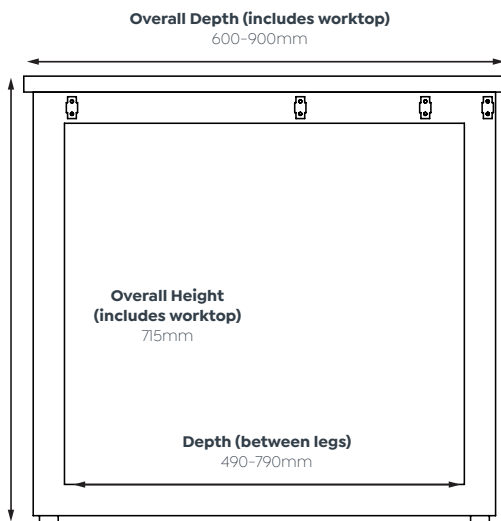 Overall Depth (includes worktop)
600-900mm
Overall Height
(includes worktop)
715mm
Depth (between legs)
490-790mm